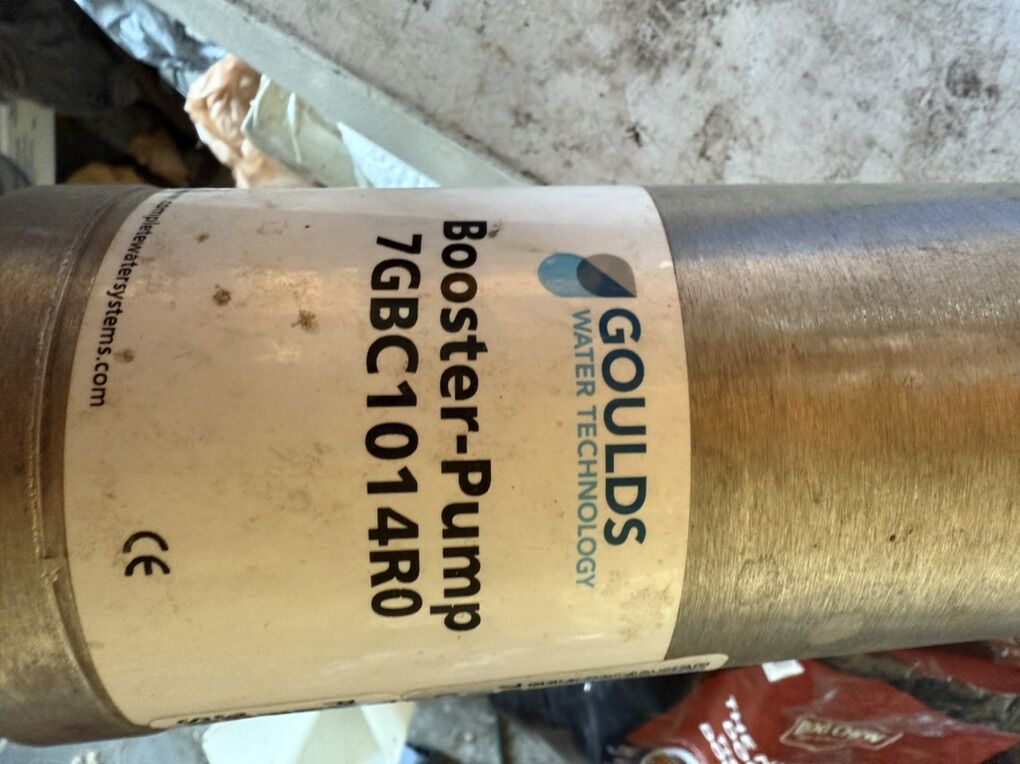 GOULDS
WATER TECHNOLOGY
Booster-Pump
7GBC1014R0
completewatersystems.com
CE